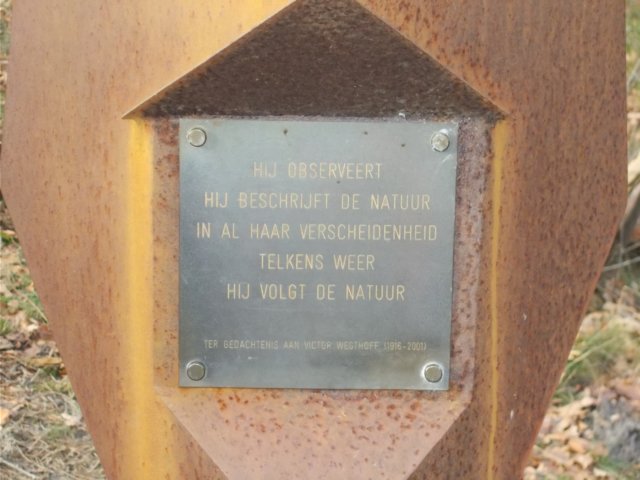 HIJ OBSERVEERT
HIJ BESCHRIJFT DE NATUUR
IN AL HAAR VERSCHEIDENHEID
TELKENS WEER
HIJ VOLGT DE NATUUR
TER GEDACHTENIS AAN VICTOR WESTHOFF (1916-2001)